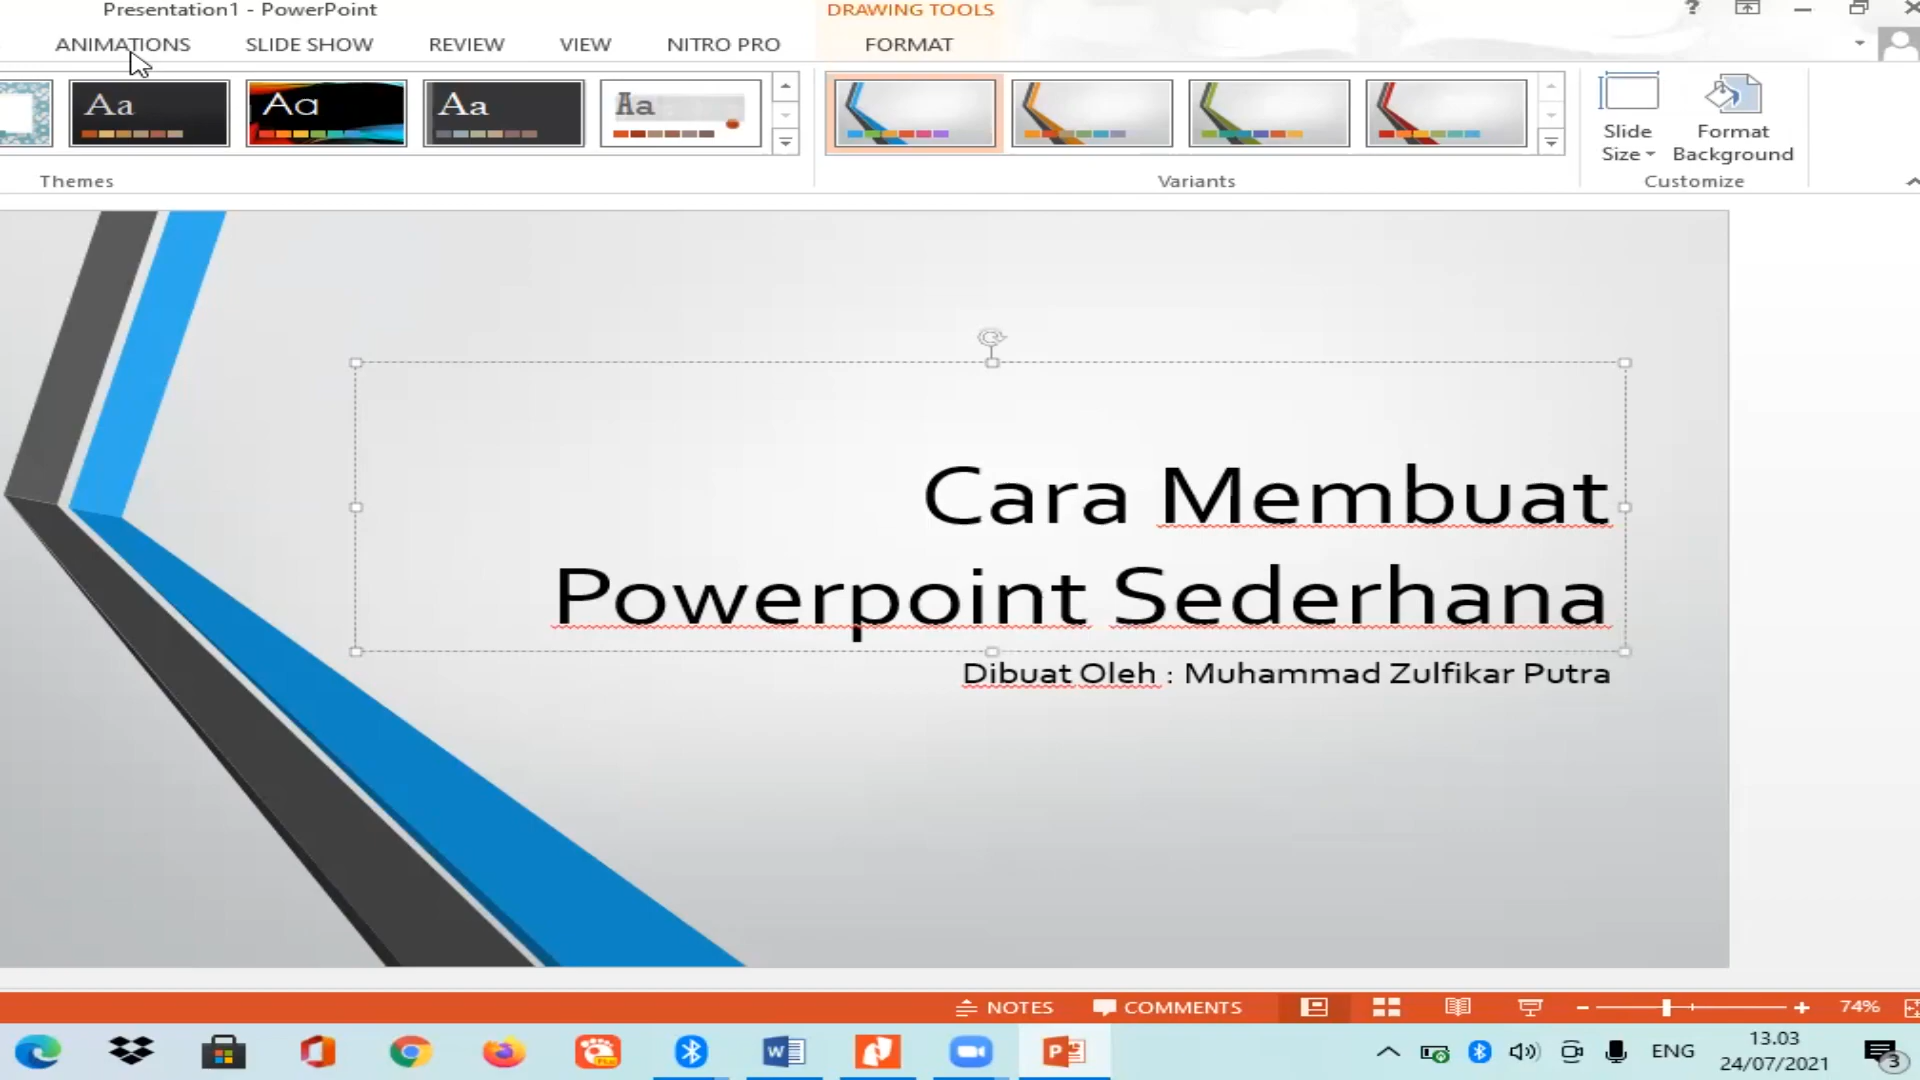 Presentation1 - PowerPoint
DRAWING TOOLS
?
ANIMATIONS SLIDE SHOW REVIEW VIEW NITRO PRO FORMAT
Aa Aa Aa Aa
Slide Size
Format Background
Themes Variants Customize
Cara Membuat
Powerpoint Sederhana
Dibuat Oleh : Muhammad Zulfikar Putra
NOTES COMMENTS 74%
ENG
13.03
24/07/2021
3